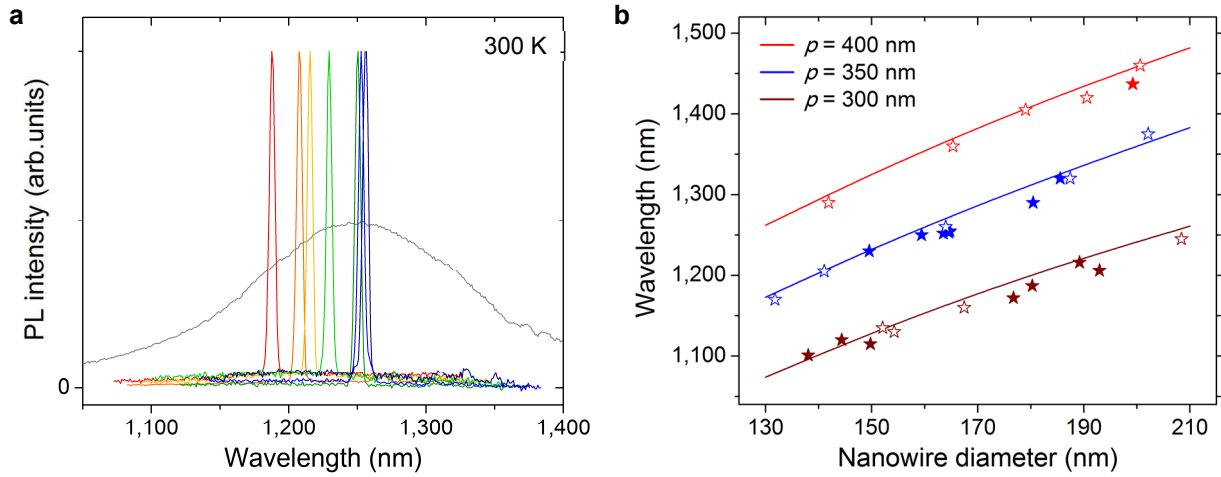 a
300 K
PL intensity (arb.units)
0
1,100
1,200
1,300
1,400
Wavelength (nm)
b
p = 400 nm
p = 350 nm
p = 300 nm
Wavelength (nm)
1,500
1,400
1,300
1,200
1,100
130
150
170
190
210
Nanowire diameter (nm)